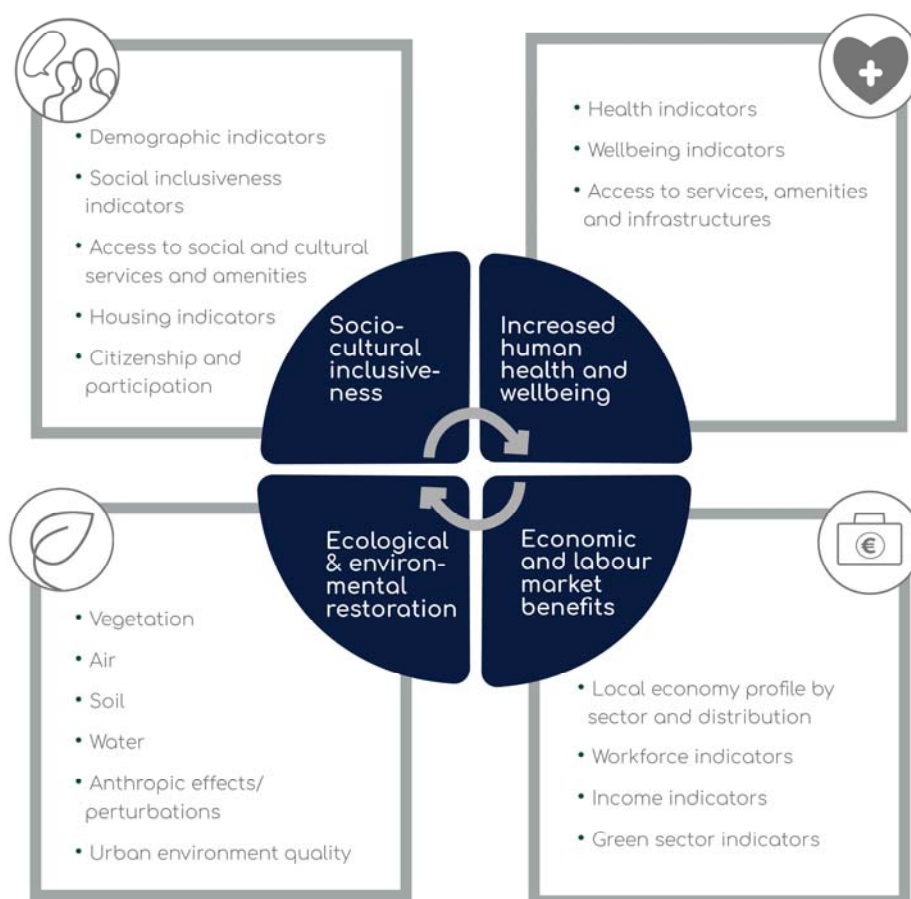 • Demographic indicators
• Social inclusiveness
indicators
• Access to social and cultural
services and amenities
• Housing indicators
• Citizenship and
participation
• Health indicators
• Wellbeing indicators
• Access to services, amenities
and infrastructures
Socio-
cultural
inclusive-
ness
Increased
human
health and
wellbeing
Ecological
& environ-
mental
restoration
Economic
and labour
market
benefits
• Vegetation
• Air
• Soil
• Water
• Anthropic effects/
perturbations
• Urban environment quality
€
• Local economy profile by
sector and distribution
• Workforce indicators
• Income indicators
• Green sector indicators